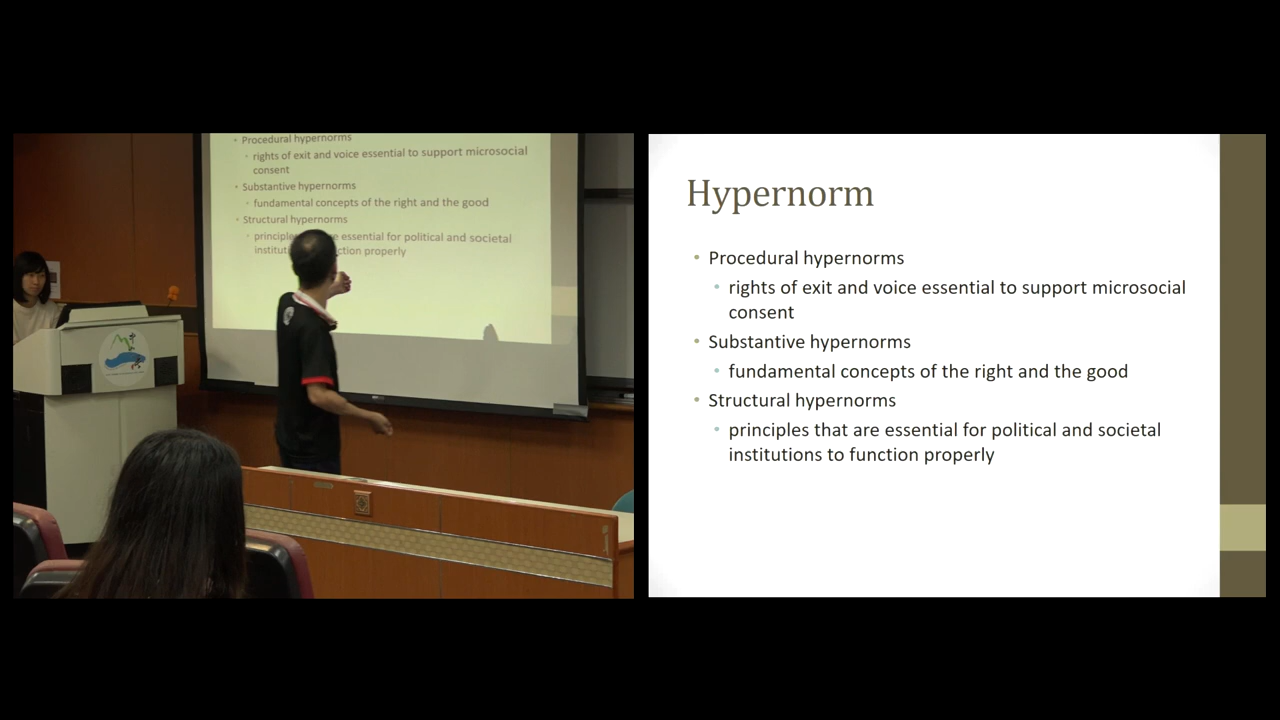 Procedural hypernorms
rights of exit and voice essential to support microsocial
consent
Substantive hypernorms
fundamental concepts of the right and the good
Structural hypernorms
essential for political and societal
properly
Hypernorm
• Procedural hypernorms
• rights of exit and voice essential to support microsocial
consent
• Substantive hypernorms
• fundamental concepts of the right and the good
• Structural hypernorms
• principles that are essential for political and societal
institutions to function properly